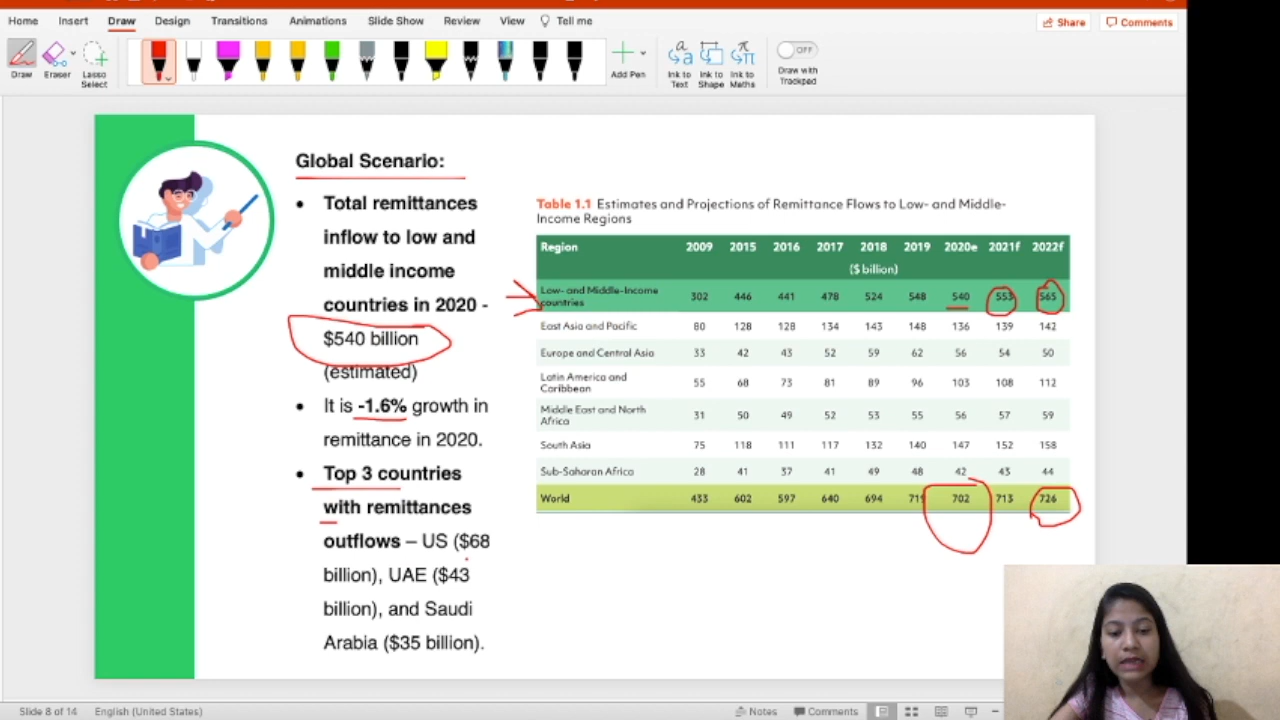 Home Insert Draw Design Transitions Animations Slide Show Review View Tell me Share Comments
Draw Eraser Lasso Select Add Pen Ink to Text Ink to Shape Ink to Maths OFF Draw with Trackpad
Global Scenario:
• Total remittances
inflow to low and
middle income
countries in 2020 -
$540 billion
(estimated)
• It is -1.6% growth in
remittance in 2020.
• Top 3 countries
with remittances
outflows – US ($68
billion), UAE ($43
billion), and Saudi
Arabia ($35 billion).
Table 1.1 Estimates and Projections of Remittance Flows to Low- and Middle-
Income Regions
Region 2009 2015 2016 2017 2018 2019 2020e 2021f 2022f
($ billion)
Low- and Middle-Income
countries 302 446 441 478 524 548 540 553 565
East Asia and Pacific 80 128 128 134 143 148 136 139 142
Europe and Central Asia 33 42 43 52 59 62 56 54 50
Latin America and
Caribbean 55 68 73 81 89 96 103 108 112
Middle East and North
Africa 31 50 49 52 53 55 56 57 59
South Asia 75 118 111 117 132 140 147 152 158
Sub-Saharan Africa 28 41 37 41 49 48 42 43 44
World 433 602 597 640 694 719 702 713 726
Slide 8 of 14 English (United States) Notes Comments